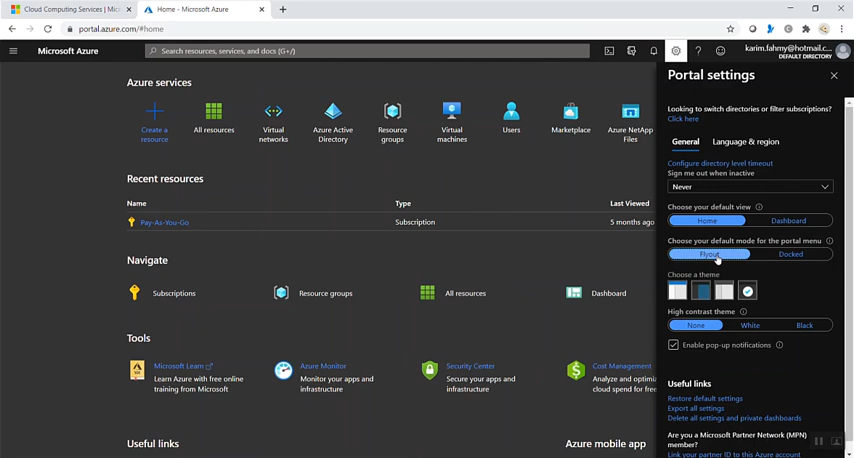 Cloud Computing Services | Mic
Home - Microsoft Azure
portal.azure.com/#home
Microsoft Azure
Search resources, services, and docs (G+/)
karim.fahmy@hotmail.c...
DEFAULT DIRECTORY
Azure services
Create a
resource
All resources
Virtual
networks
Azure Active
Directory
Resource
groups
Virtual
machines
Users
Marketplace
Azure NetApp
Files
Recent resources
Name
Type
Last Viewed
Pay-As-You-Go
Subscription
5 months ago
Navigate
Subscriptions
Resource groups
All resources
Dashboard
Tools
Microsoft Learn
Learn Azure with free online
training from Microsoft
Azure Monitor
Monitor your apps and
infrastructure
Security Center
Secure your apps and
infrastructure
Cost Management
Analyze and optimiz
cloud spend for free
Useful links
Azure mobile app
Portal settings
Looking to switch directories or filter subscriptions?
Click here
General
Language & region
Configure directory level timeout
Sign me out when inactive
Never
Choose your default view
Home
Dashboard
Choose your default mode for the portal menu
Flyout
Docked
Choose a theme
High contrast theme
None
White
Black
Enable pop-up notifications
Useful links
Restore default settings
Export all settings
Delete all settings and private dashboards
Are you a Microsoft Partner Network (MPN)
member?
Link your partner ID to this Azure account